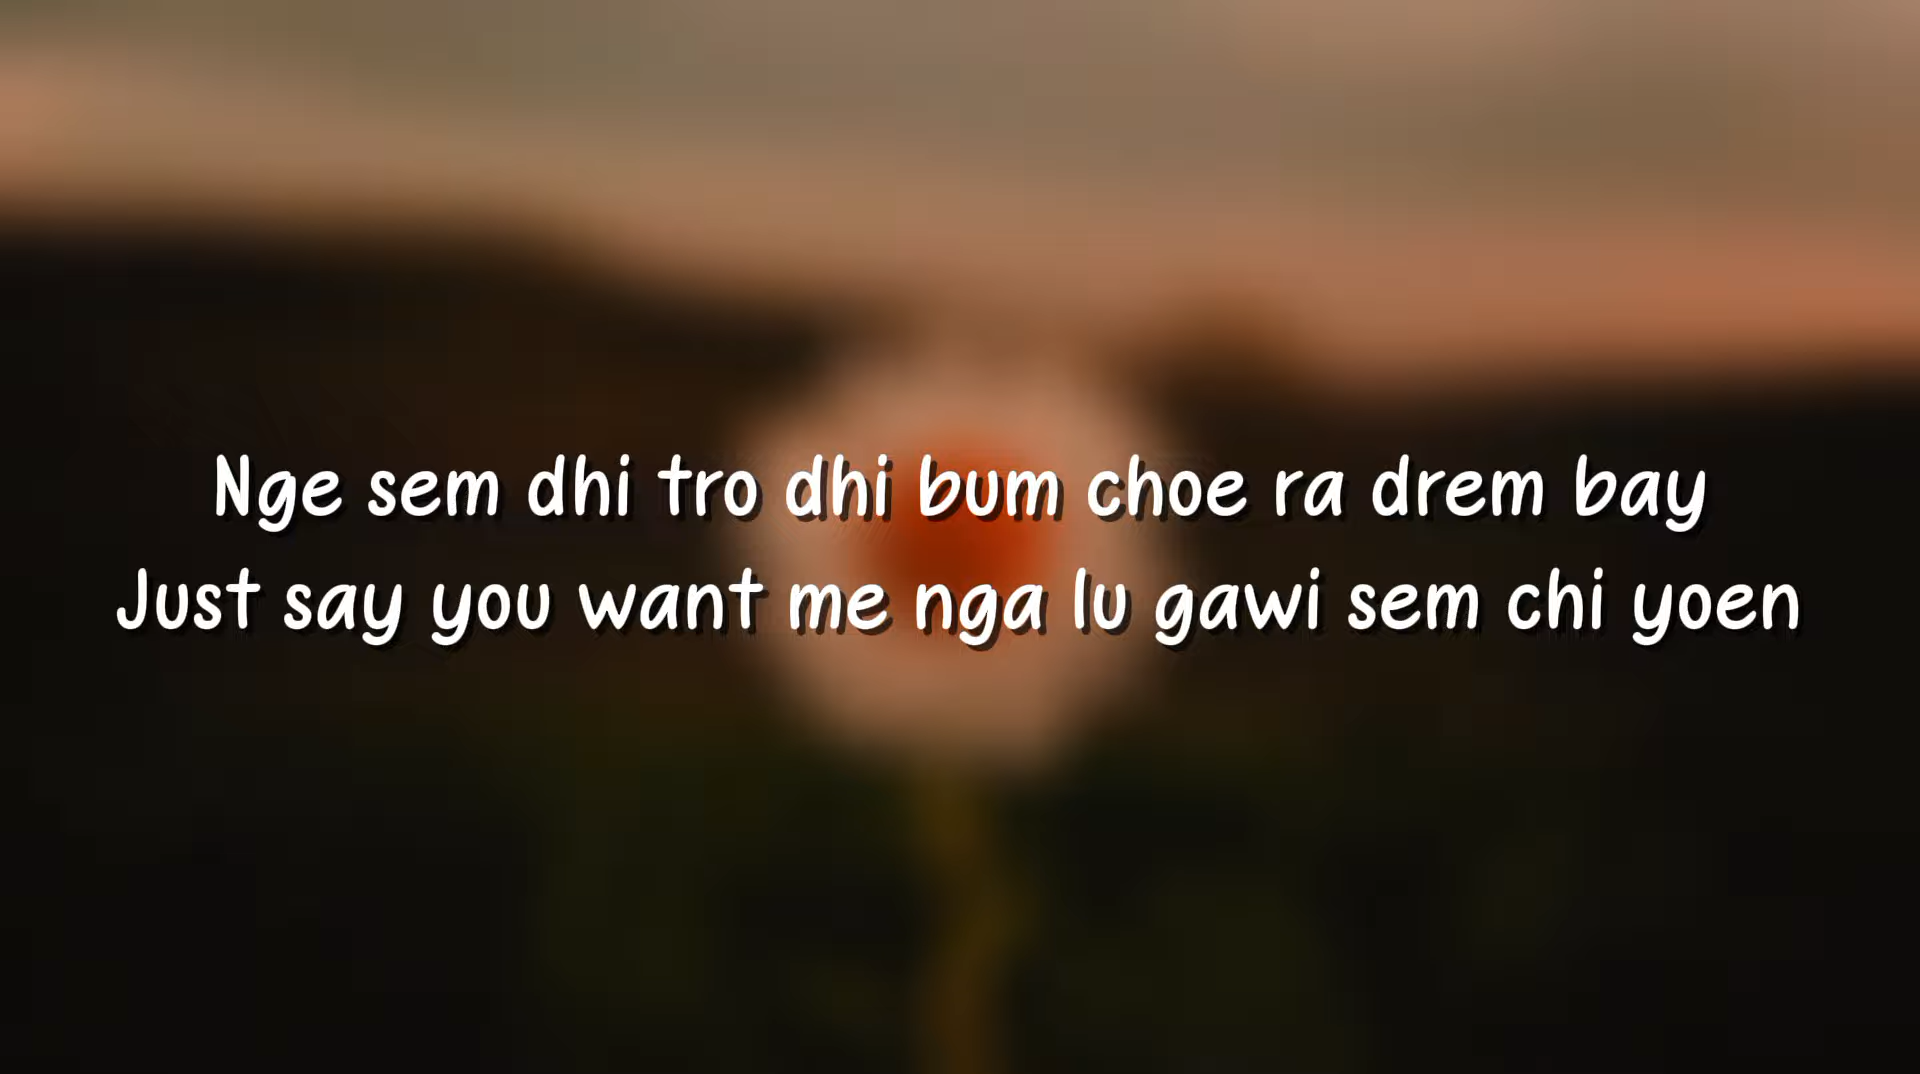 Nge sem dhi tro dhi bum choe ra drem bay
Just say you want me nga lu gawi sem chi yoen